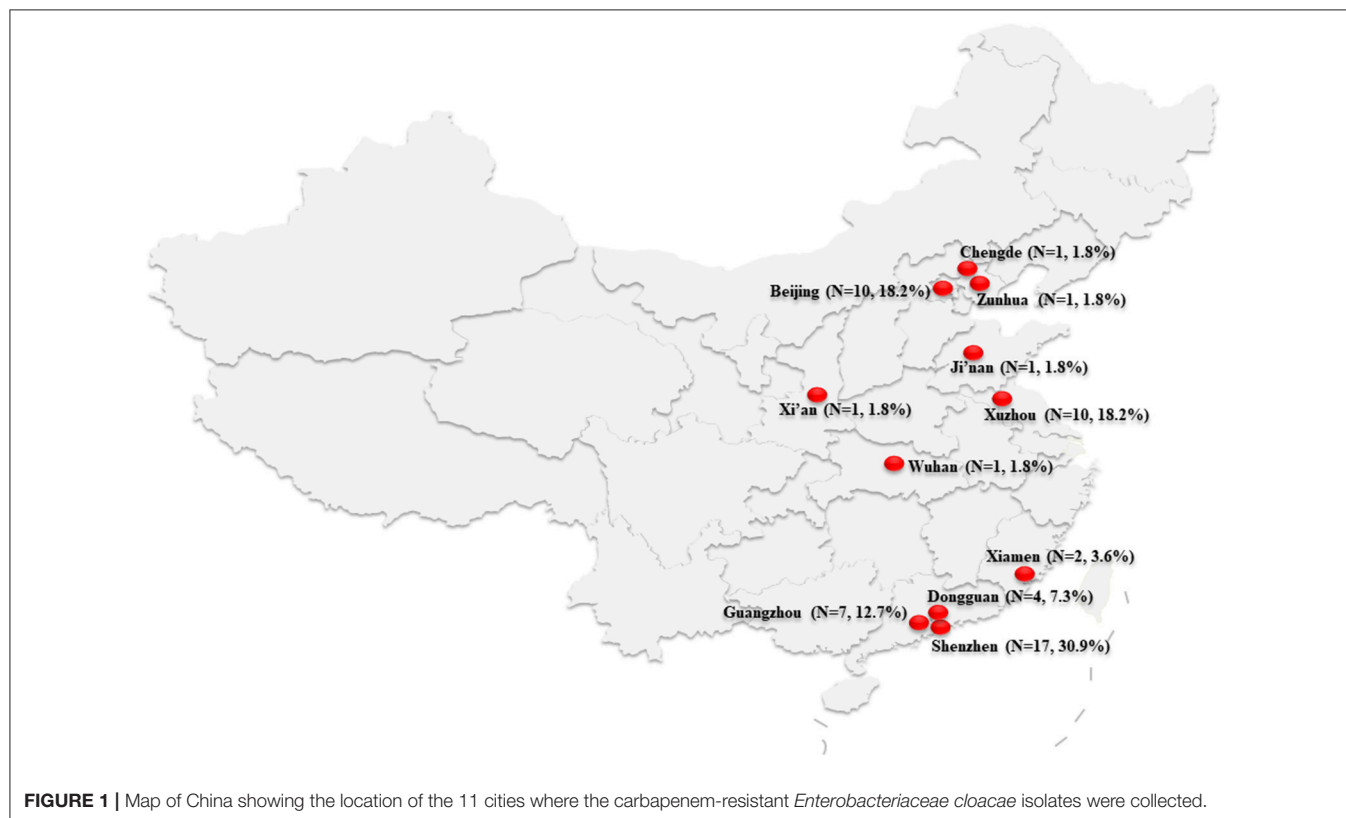 Chengde (N=1, 1.8%)
Beijing (N=10, 18.2%)
Zunhua (N=1, 1.8%)
Ji'nan (N=1, 1.8%)
Xi'an (N=1, 1.8%)
Xuzhou (N=10, 18.2%)
Wuhan (N=1, 1.8%)
Xiamen (N=2, 3.6%)
Dongguan (N=4, 7.3%)
Guangzhou (N=7, 12.7%)
Shenzhen (N=17, 30.9%)
FIGURE 1 | Map of China showing the location of the 11 cities where the carbapenem-resistant Enterobacteriaceae cloacae isolates were collected.